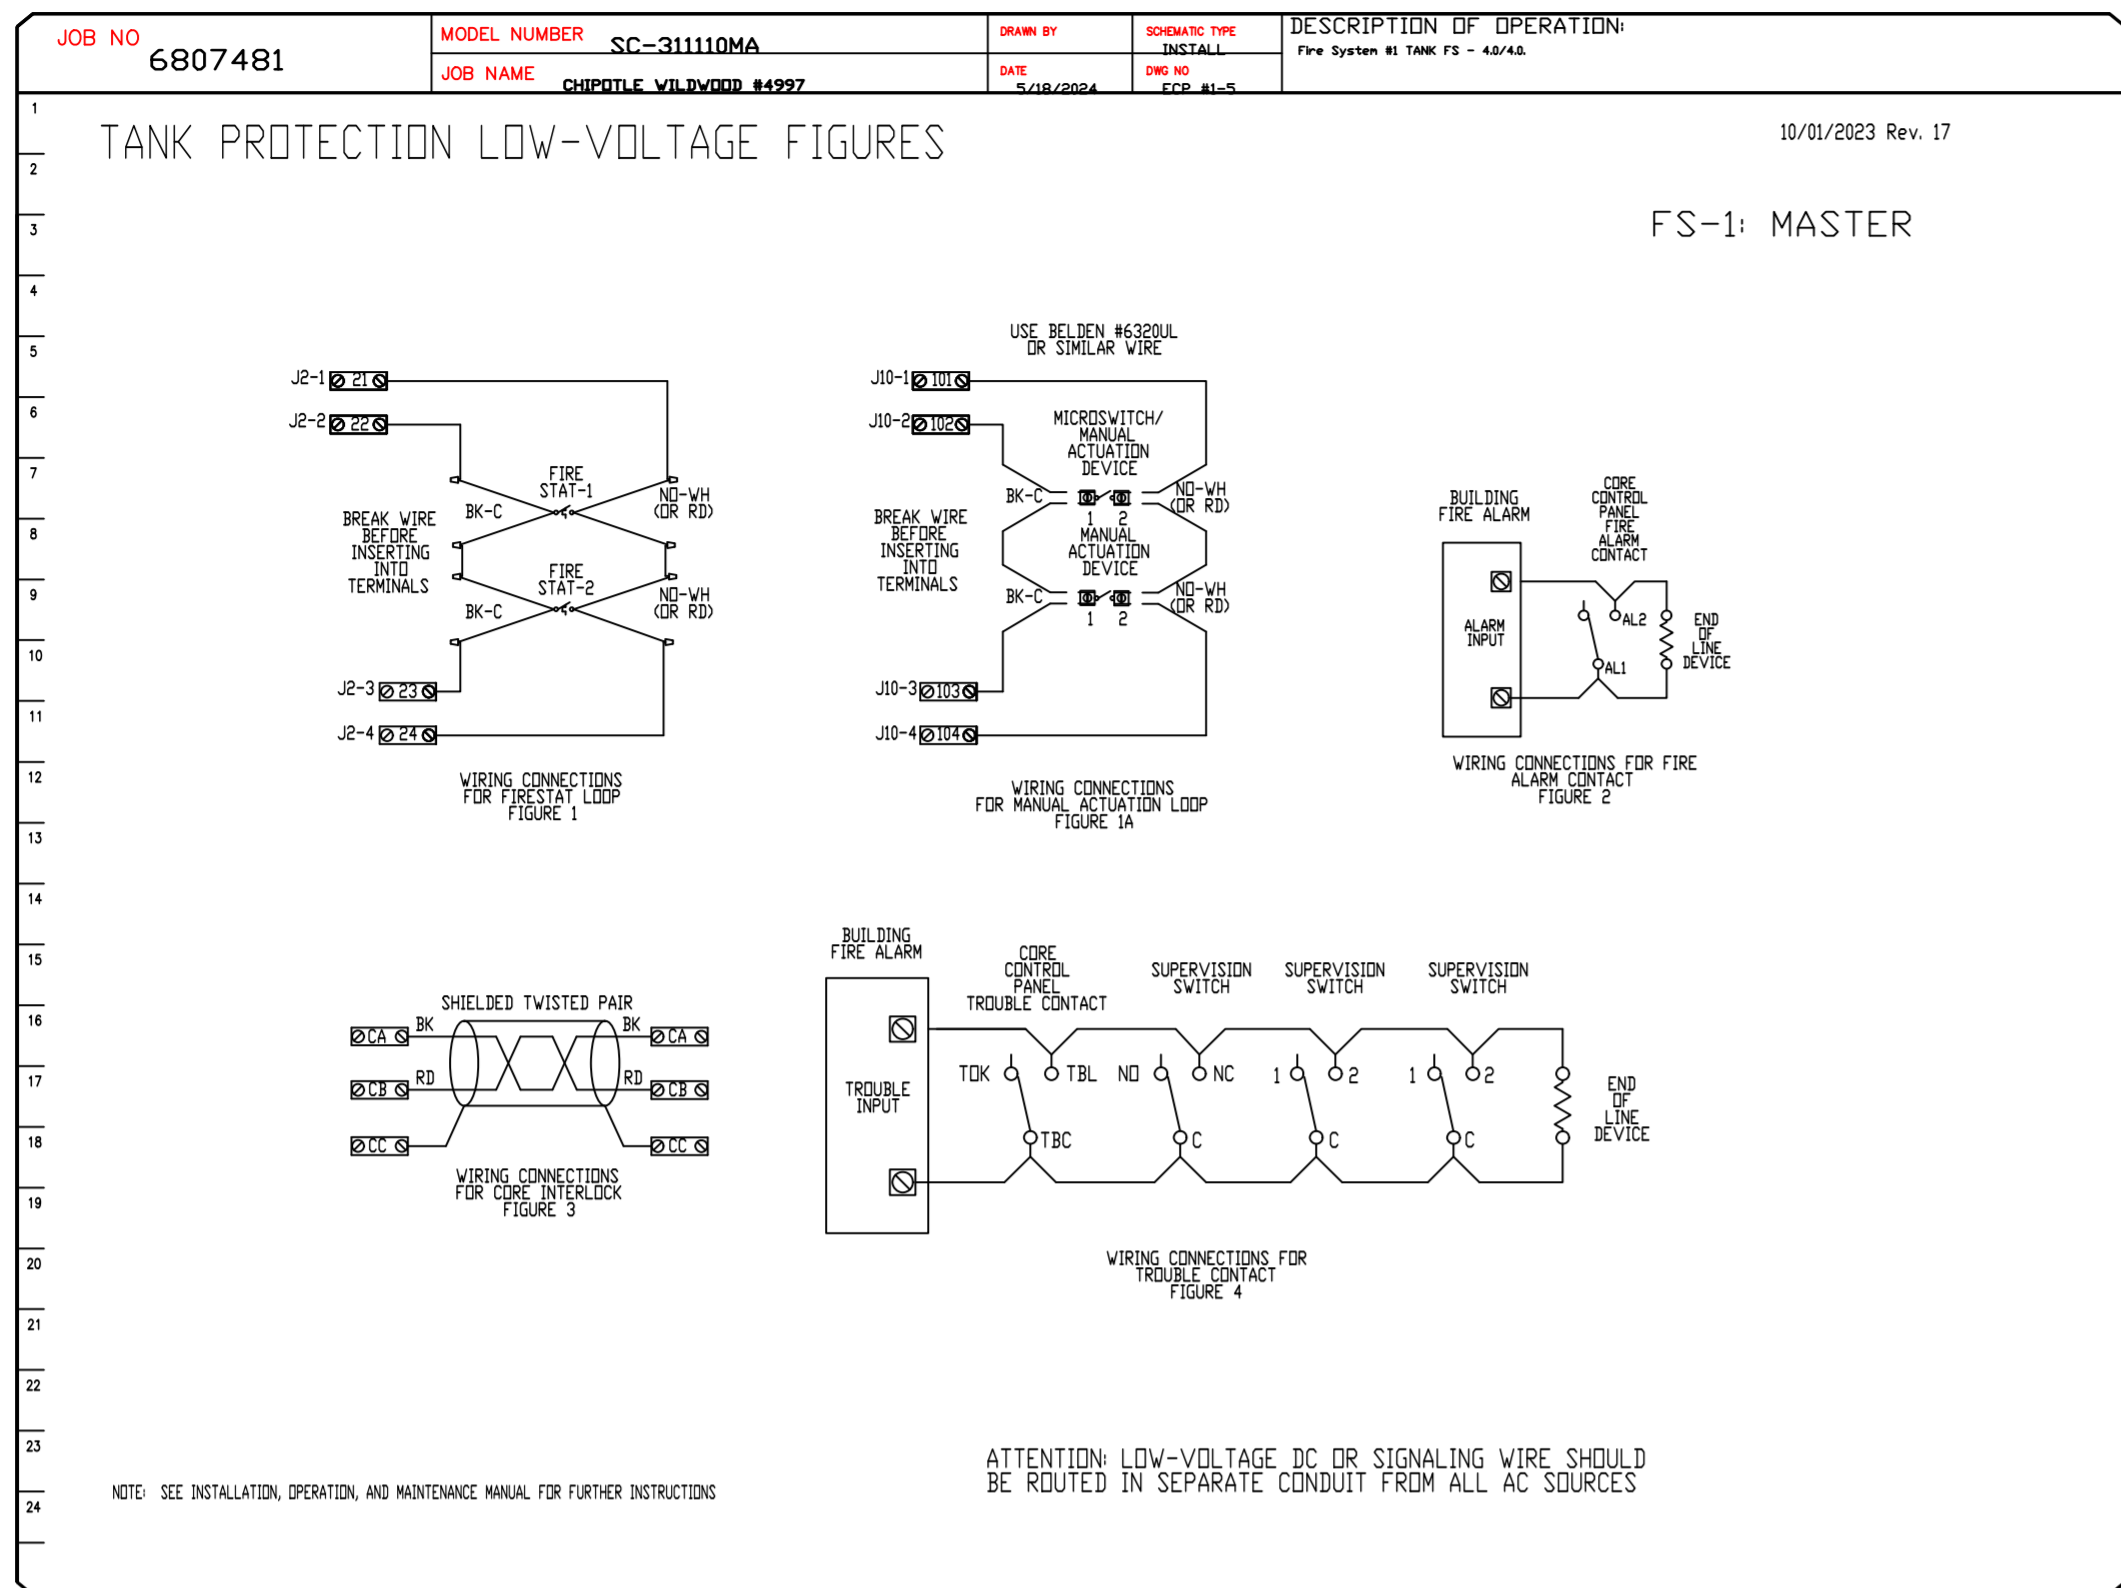 JOB NO 6807481
MODEL NUMBER SC-311110MA
JOB NAME CHIPOTLE WILDWOOD #4997
DRAWN BY
DATE 5/18/2024
SCHEMATIC TYPE
INSTALL
DWG NO
ECP #1-5
DESCRIPTION OF OPERATION:
Fire System #1 TANK FS - 4.0/4.0.
1
2
3
4
5
6
7
8
9
10
11
12
13
14
15
16
17
18
19
20
21
22
23
24
TANK PROTECTION LOW-VOLTAGE FIGURES
10/01/2023 Rev. 17
FS-1: MASTER
J2-1 21
J2-2 22
FIRE
STAT-1
BK-C
NO-WH
(OR RD)
BREAK WIRE
BEFORE
INSERTING
INTO
TERMINALS
FIRE
STAT-2
BK-C
NO-WH
(OR RD)
J2-3 23
J2-4 24
WIRING CONNECTIONS
FOR FIRESTAT LOOP
FIGURE 1
USE BELDEN #6320UL
OR SIMILAR WIRE
J10-1 101
J10-2 102
MICROSWITCH/
MANUAL
ACTUATION
DEVICE
BK-C
NO-WH
(OR RD)
1 2
BREAK WIRE
BEFORE
INSERTING
INTO
TERMINALS
MANUAL
ACTUATION
DEVICE
BK-C
NO-WH
(OR RD)
1 2
J10-3 103
J10-4 104
WIRING CONNECTIONS
FOR MANUAL ACTUATION LOOP
FIGURE 1A
BUILDING
FIRE ALARM
CORE
CONTROL
PANEL
FIRE
ALARM
CONTACT
ALARM
INPUT
AL2
AL1
END
OF
LINE
DEVICE
WIRING CONNECTIONS FOR FIRE
ALARM CONTACT
FIGURE 2
SHIELDED TWISTED PAIR
CA BK BK CA
CB RD RD CB
CC CC
WIRING CONNECTIONS
FOR CORE INTERLOCK
FIGURE 3
BUILDING
FIRE ALARM
CORE
CONTROL
PANEL
TROUBLE CONTACT
SUPERVISION
SWITCH
SUPERVISION
SWITCH
SUPERVISION
SWITCH
TROUBLE
INPUT
TOK TBL NO NC 1 2 1 2
TBC C C C
END
OF
LINE
DEVICE
WIRING CONNECTIONS FOR
TROUBLE CONTACT
FIGURE 4
ATTENTION: LOW-VOLTAGE DC OR SIGNALING WIRE SHOULD
BE ROUTED IN SEPARATE CONDUIT FROM ALL AC SOURCES
NOTE: SEE INSTALLATION, OPERATION, AND MAINTENANCE MANUAL FOR FURTHER INSTRUCTIONS